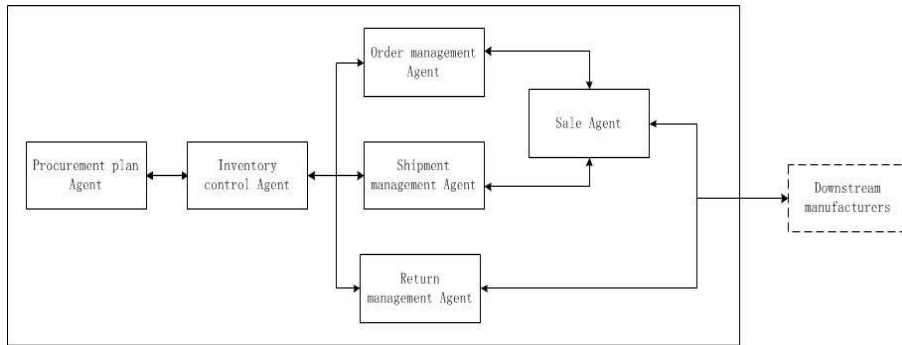 Order management
Agent
Sale Agent
Procurement plan
Agent
Inventory
control Agent
Shipment
management Agent
Downstream
manufacturers
Return
management Agent